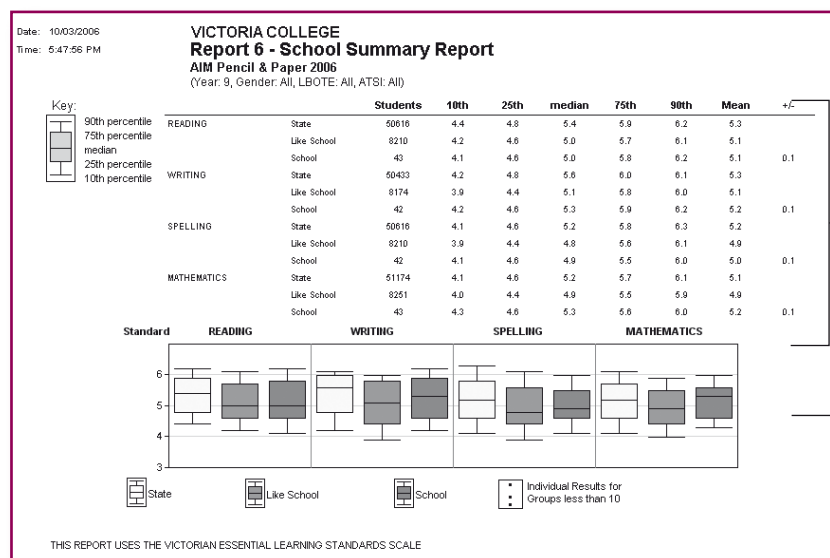 Date: 10/03/2006
Time: 5:47:56 PM
VICTORIA COLLEGE
Report 6 - School Summary Report
AIM Pencil & Paper 2006
(Year: 9, Gender: All, LBOTE: All, ATSI: All)
Key:
90th percentile
75th percentile
median
25th percentile
10th percentile
Students 10th 25th median 75th 90th Mean +/-
READING State 50616 4.4 4.8 5.4 5.9 6.2 5.3
Like School 8210 4.2 4.6 5.0 5.7 6.1 5.1
School 43 4.1 4.6 5.0 5.8 6.2 5.1 0.1
WRITING State 50433 4.2 4.8 5.6 6.0 6.1 5.3
Like School 8174 3.9 4.4 5.1 5.8 6.0 5.1
School 42 4.2 4.6 5.3 5.9 6.2 5.2 0.1
SPELLING State 50616 4.1 4.6 5.2 5.8 6.3 5.2
Like School 8210 3.9 4.4 4.8 5.6 6.1 4.9
School 42 4.1 4.6 4.9 5.5 6.0 5.0 0.1
MATHEMATICS State 51174 4.1 4.6 5.2 5.7 6.1 5.1
Like School 8251 4.0 4.4 4.9 5.5 5.9 4.9
School 43 4.3 4.6 5.3 5.6 6.0 5.2 0.1
Standard READING WRITING SPELLING MATHEMATICS
6
5
4
3
State Like School School Individual Results for
Groups less than 10
THIS REPORT USES THE VICTORIAN ESSENTIAL LEARNING STANDARDS SCALE